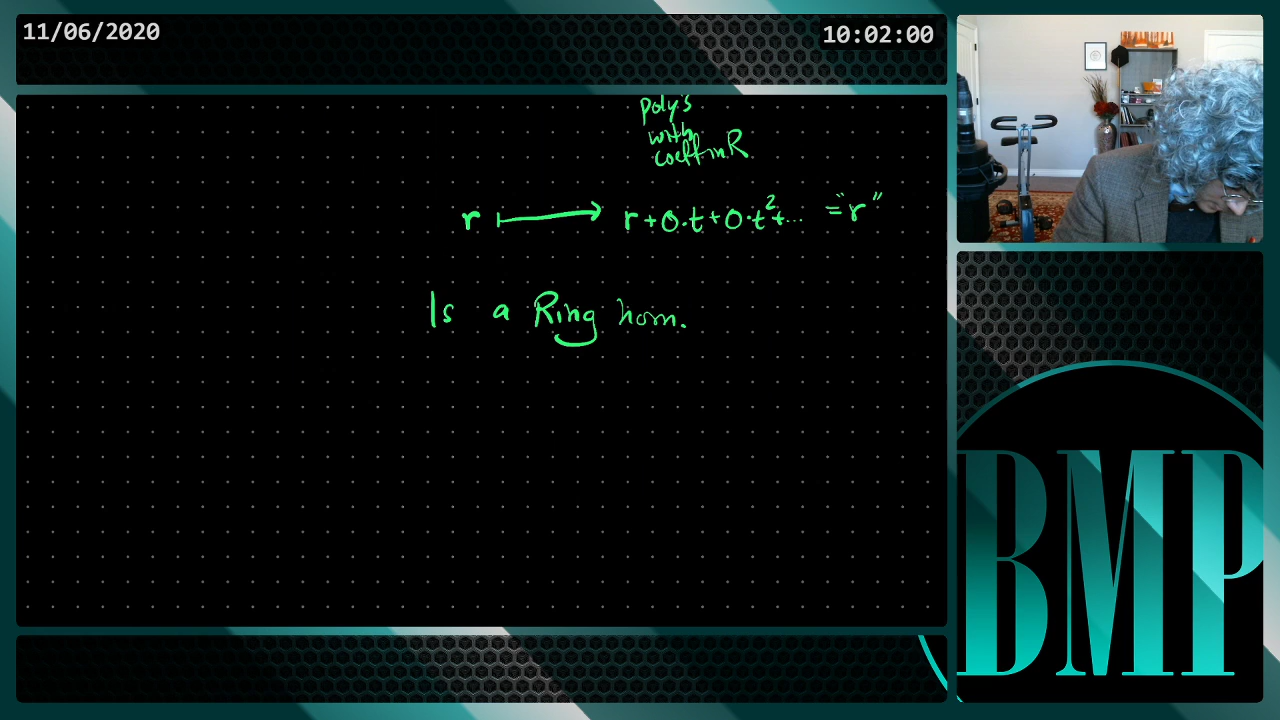 11/06/2020
10:02:00
poly's
with
coeff in R
r ↦ r + 0·t + 0·t² + ... = "r"
Is a Ring hom.
BMP